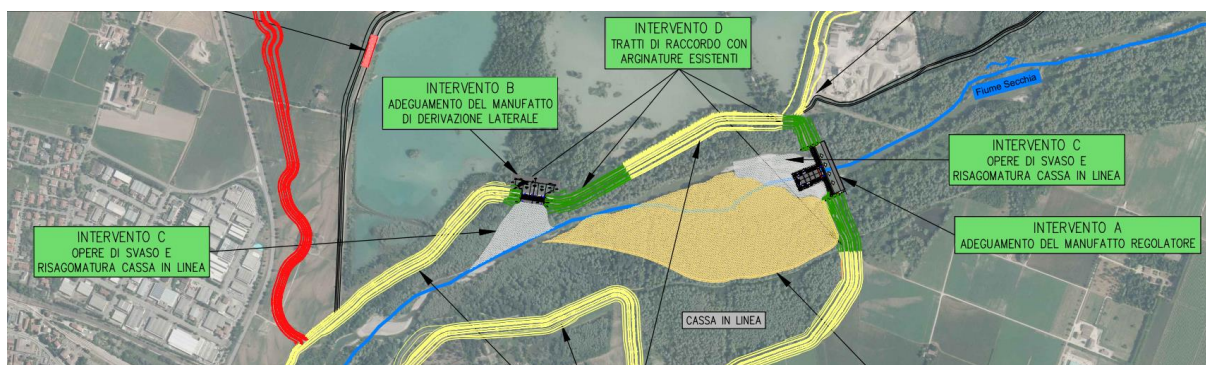 INTERVENTO D
TRATTI DI RACCORDO CON
ARGINATURE ESISTENTI
INTERVENTO B
ADEGUAMENTO DEL MANUFATTO
DI DERIVAZIONE LATERALE
Fiume Secchia
INTERVENTO C
OPERE DI SVASO E
RISAGOMATURA CASSA IN LINEA
INTERVENTO A
ADEGUAMENTO DEL MANUFATTO REGOLATORE
INTERVENTO C
OPERE DI SVASO E
RISAGOMATURA CASSA IN LINEA
CASSA IN LINEA